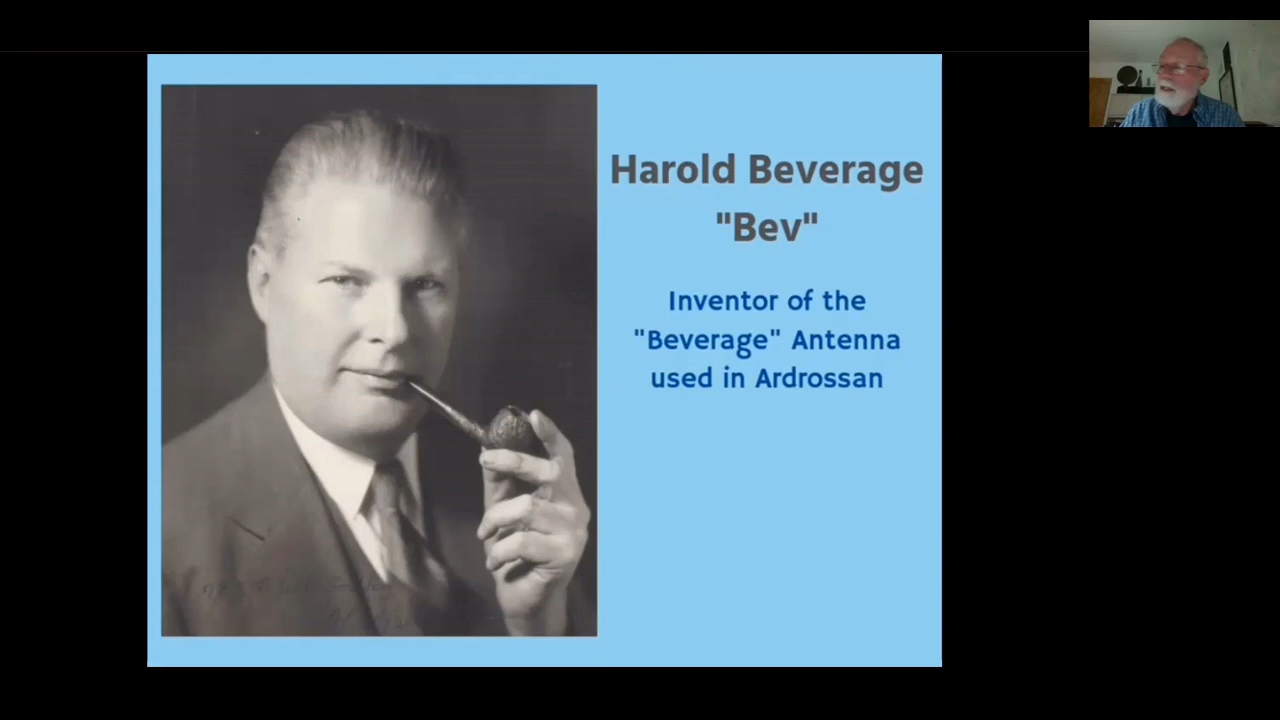 Harold Beverage
"Bev"
Inventor of the
"Beverage" Antenna
used in Ardrossan